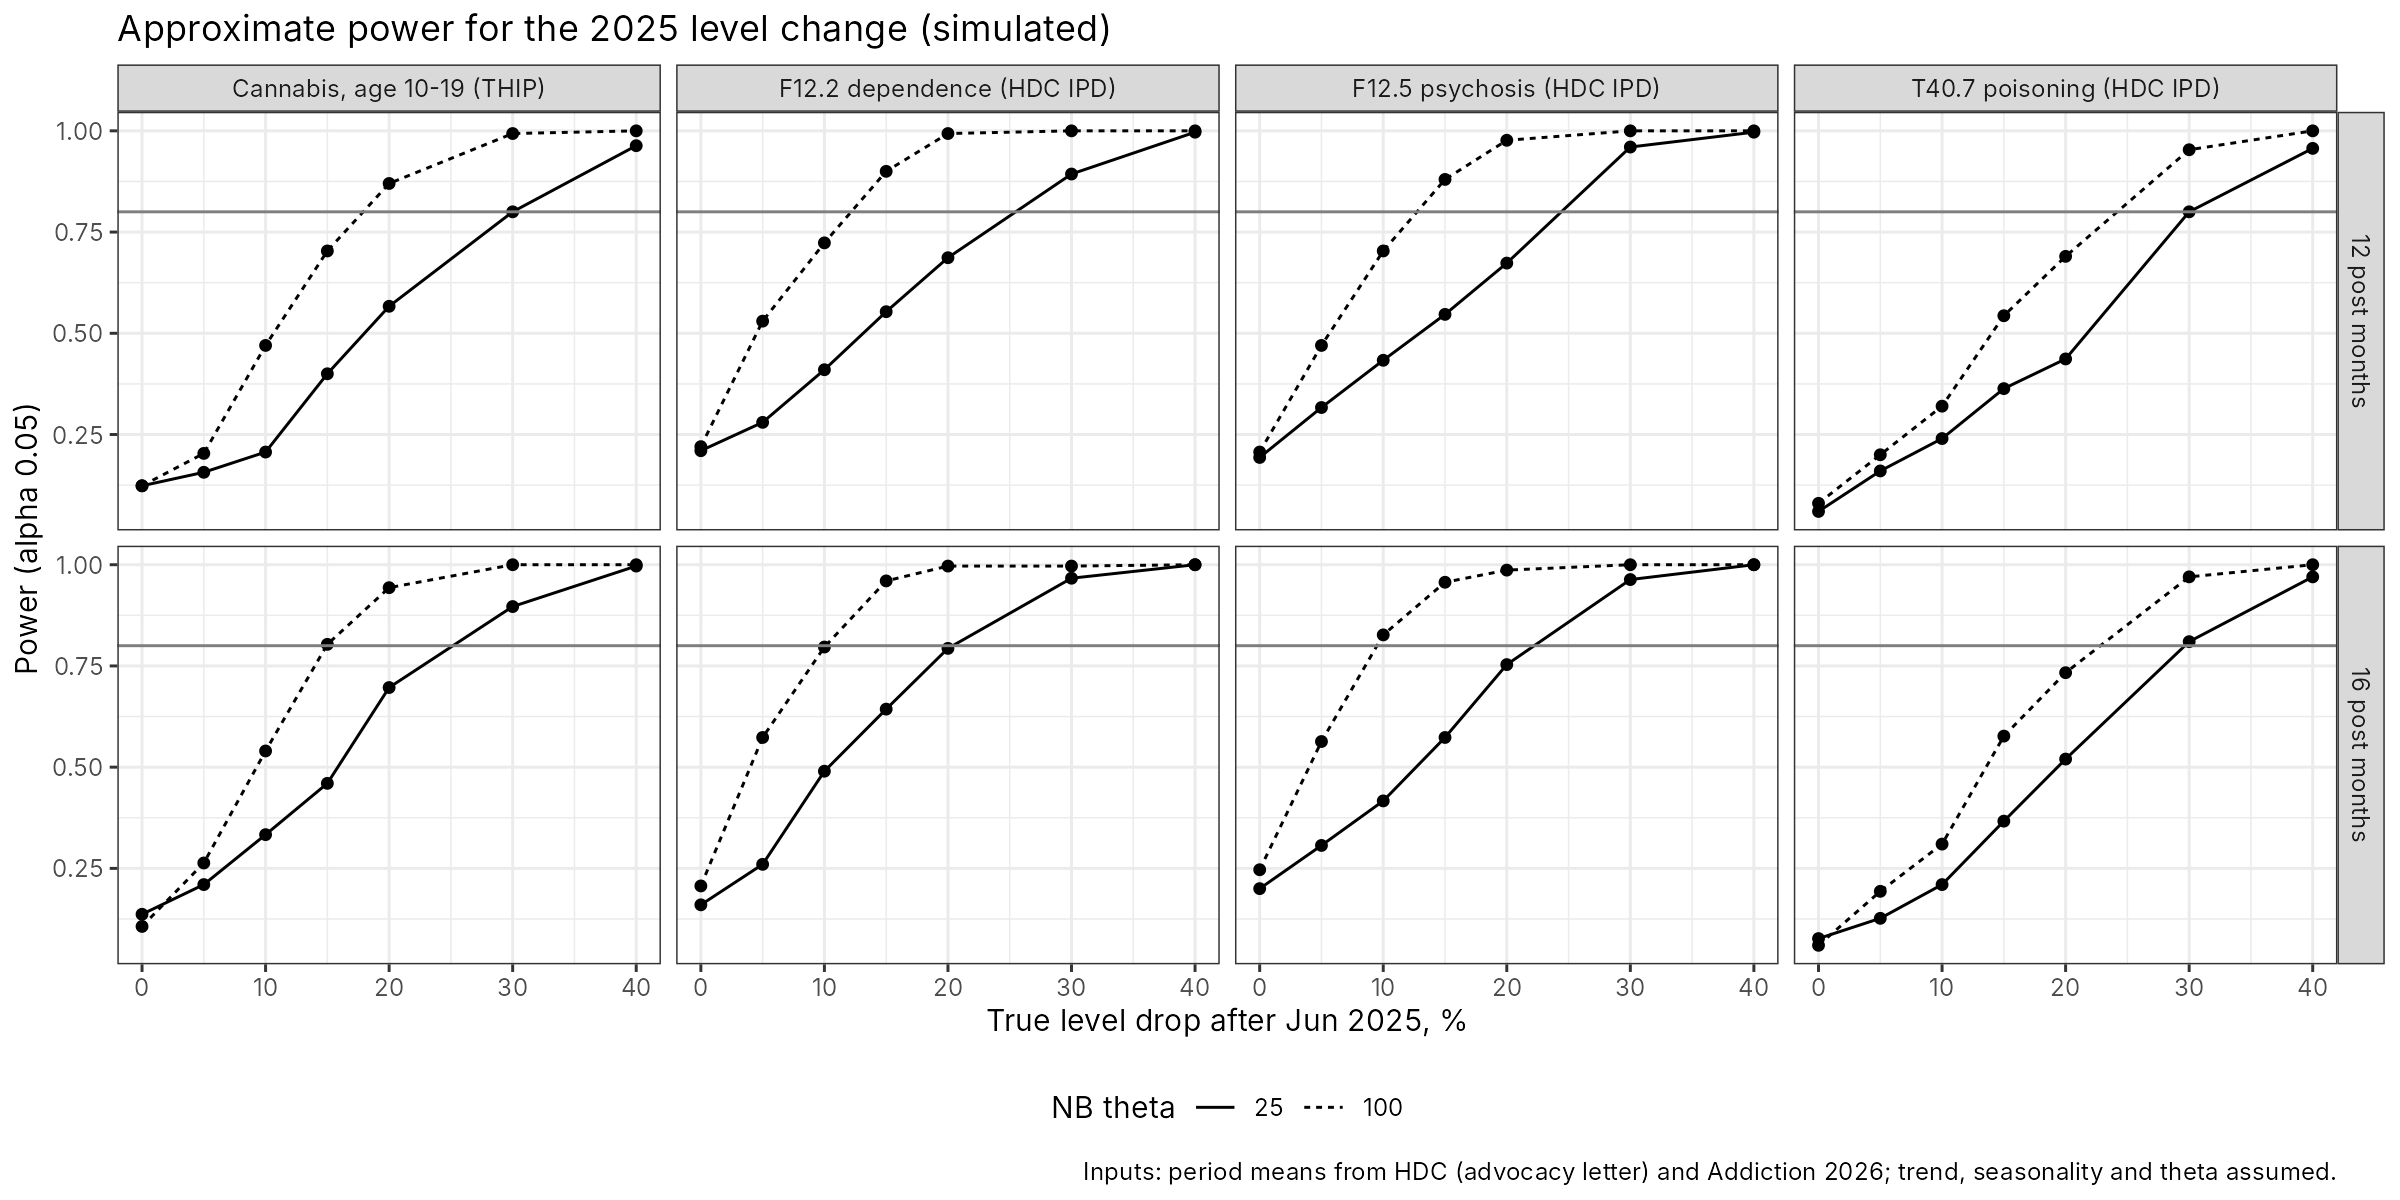 Approximate power for the 2025 level change (simulated)
Cannabis, age 10-19 (THIP)
F12.2 dependence (HDC IPD)
F12.5 psychosis (HDC IPD)
T40.7 poisoning (HDC IPD)
Power (alpha 0.05)
1.00
0.75
0.50
0.25
12 post months
1.00
0.75
0.50
0.25
16 post months
0 10 20 30 40
0 10 20 30 40
0 10 20 30 40
0 10 20 30 40
True level drop after Jun 2025, %
NB theta 25 100
Inputs: period means from HDC (advocacy letter) and Addiction 2026; trend, seasonality and theta assumed.